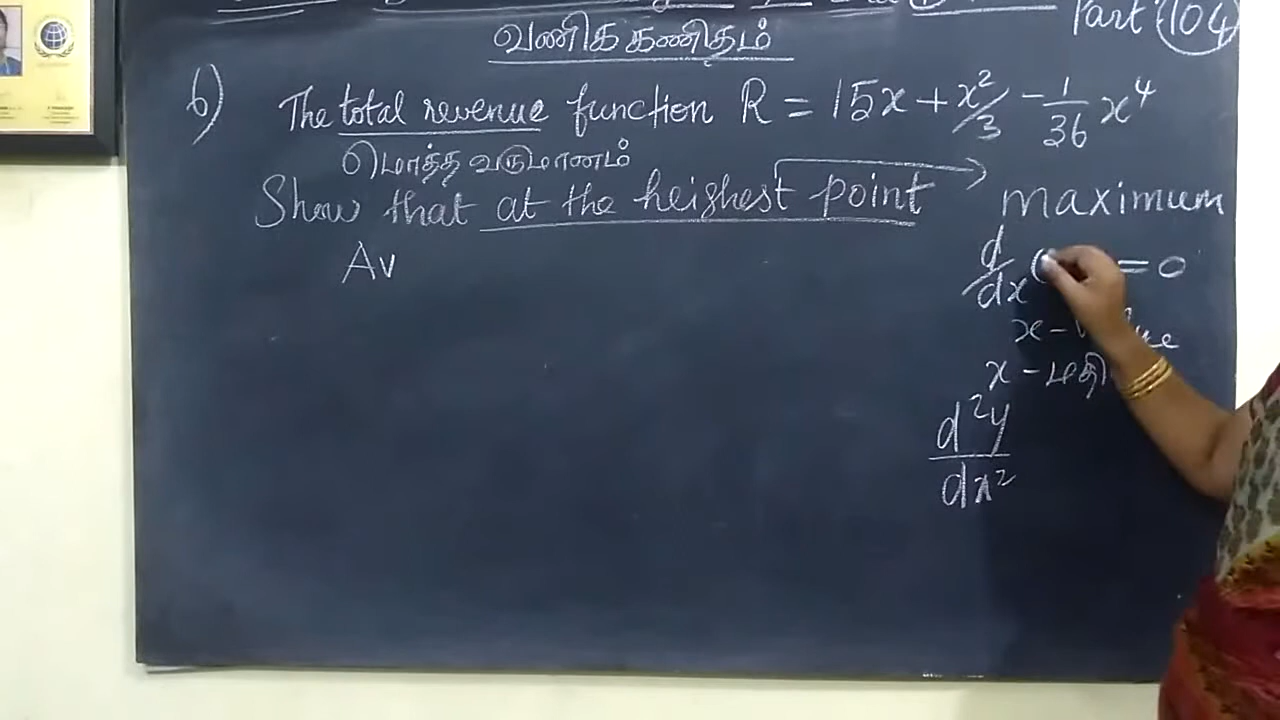 Part 104
வணிக கணிதம்
6) The total revenue function R = 15x + x²/3 - 1/36 x⁴
மொத்த வருமானம்
Show that at the heighest point
maximum
Av
d/dx ( = 0
x -
x - மதி
d²y/dx²